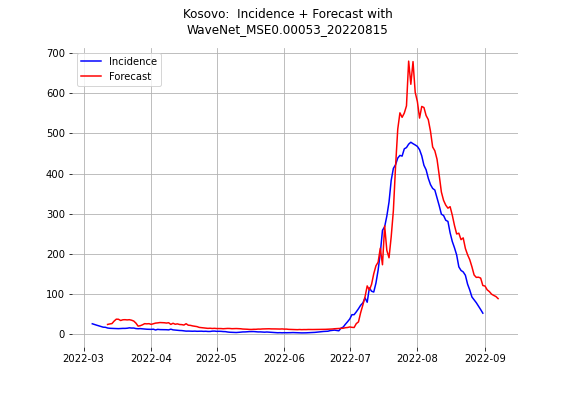 Kosovo:  Incidence + Forecast with
WaveNet_MSE0.00053_20220815
700
600
500
400
300
200
100
0
Incidence
Forecast
2022-03 2022-04 2022-05 2022-06 2022-07 2022-08 2022-09